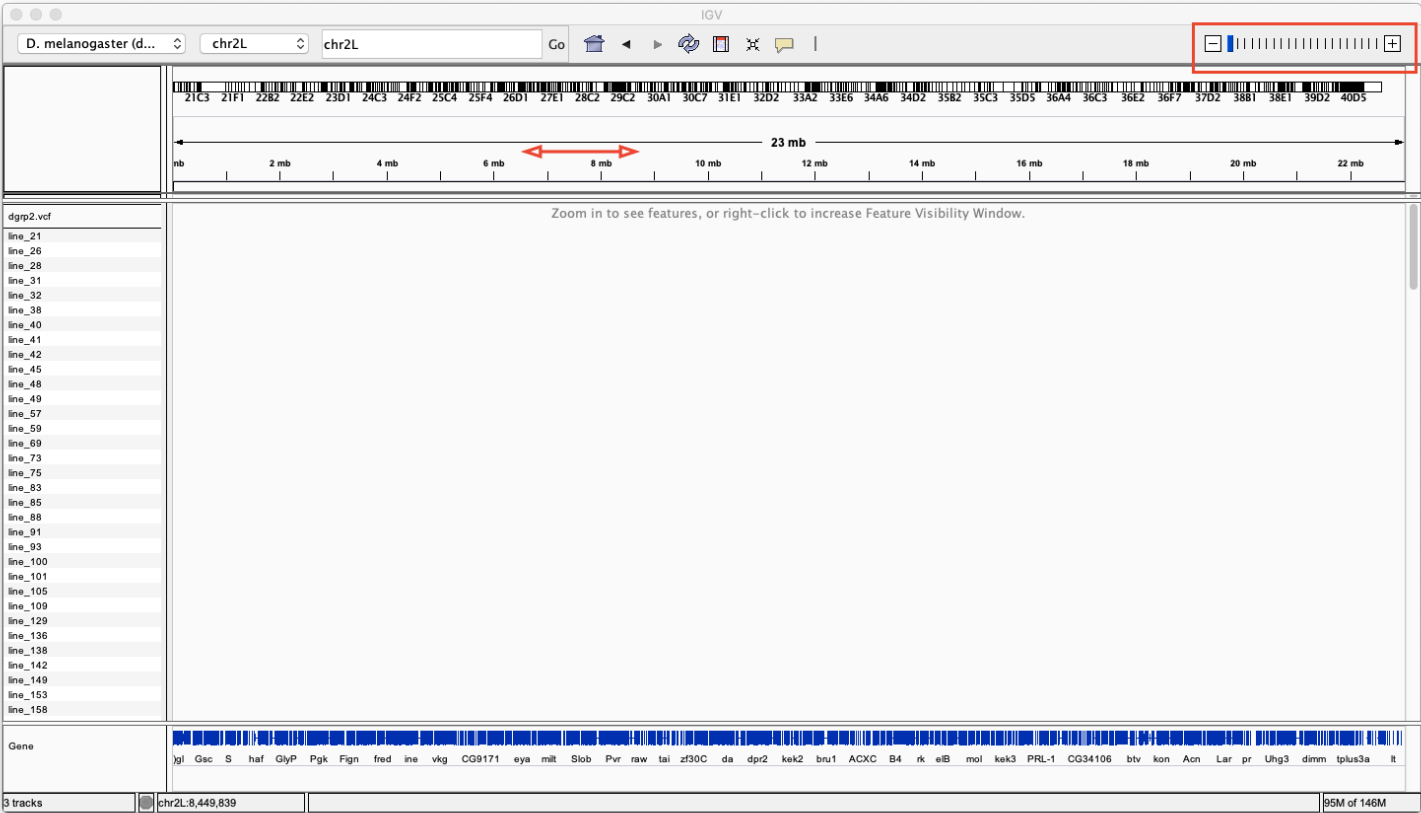 IGV
D. melanogaster (d... chr2L chr2L Go
21C3 21F1 22B2 22E2 23D1 24C3 24F2 25C4 25F4 26D1 27E1 28C2 29C2 30A1 30C7 31E1 32D2 33A2 33E6 34A6 34D2 35B2 35C3 35D5 36A4 36C3 36E2 36F7 37D2 38B1 38E1 39D2 40D5
23 mb
2 mb 4 mb 6 mb 8 mb 10 mb 12 mb 14 mb 16 mb 18 mb 20 mb 22 mb
dgrp2.vcf
Zoom in to see features, or right-click to increase Feature Visibility Window.
line_21
line_26
line_28
line_31
line_32
line_38
line_40
line_41
line_42
line_45
line_48
line_49
line_57
line_59
line_69
line_73
line_75
line_83
line_85
line_88
line_91
line_93
line_100
line_101
line_105
line_109
line_129
line_136
line_138
line_142
line_149
line_153
line_158
Gene
Gsc S haf GlyP Pgk Fign fred ine vkg CG9171 eya milt Slob Pvr raw tai zf30C da dpr2 kek2 bru1 ACXC B4 rk elB mol kek3 PRL-1 CG34106 btv kon Acn Lar pr Uhg3 dimm tplus3a lt
3 tracks chr2L:8,449,839 95M of 146M